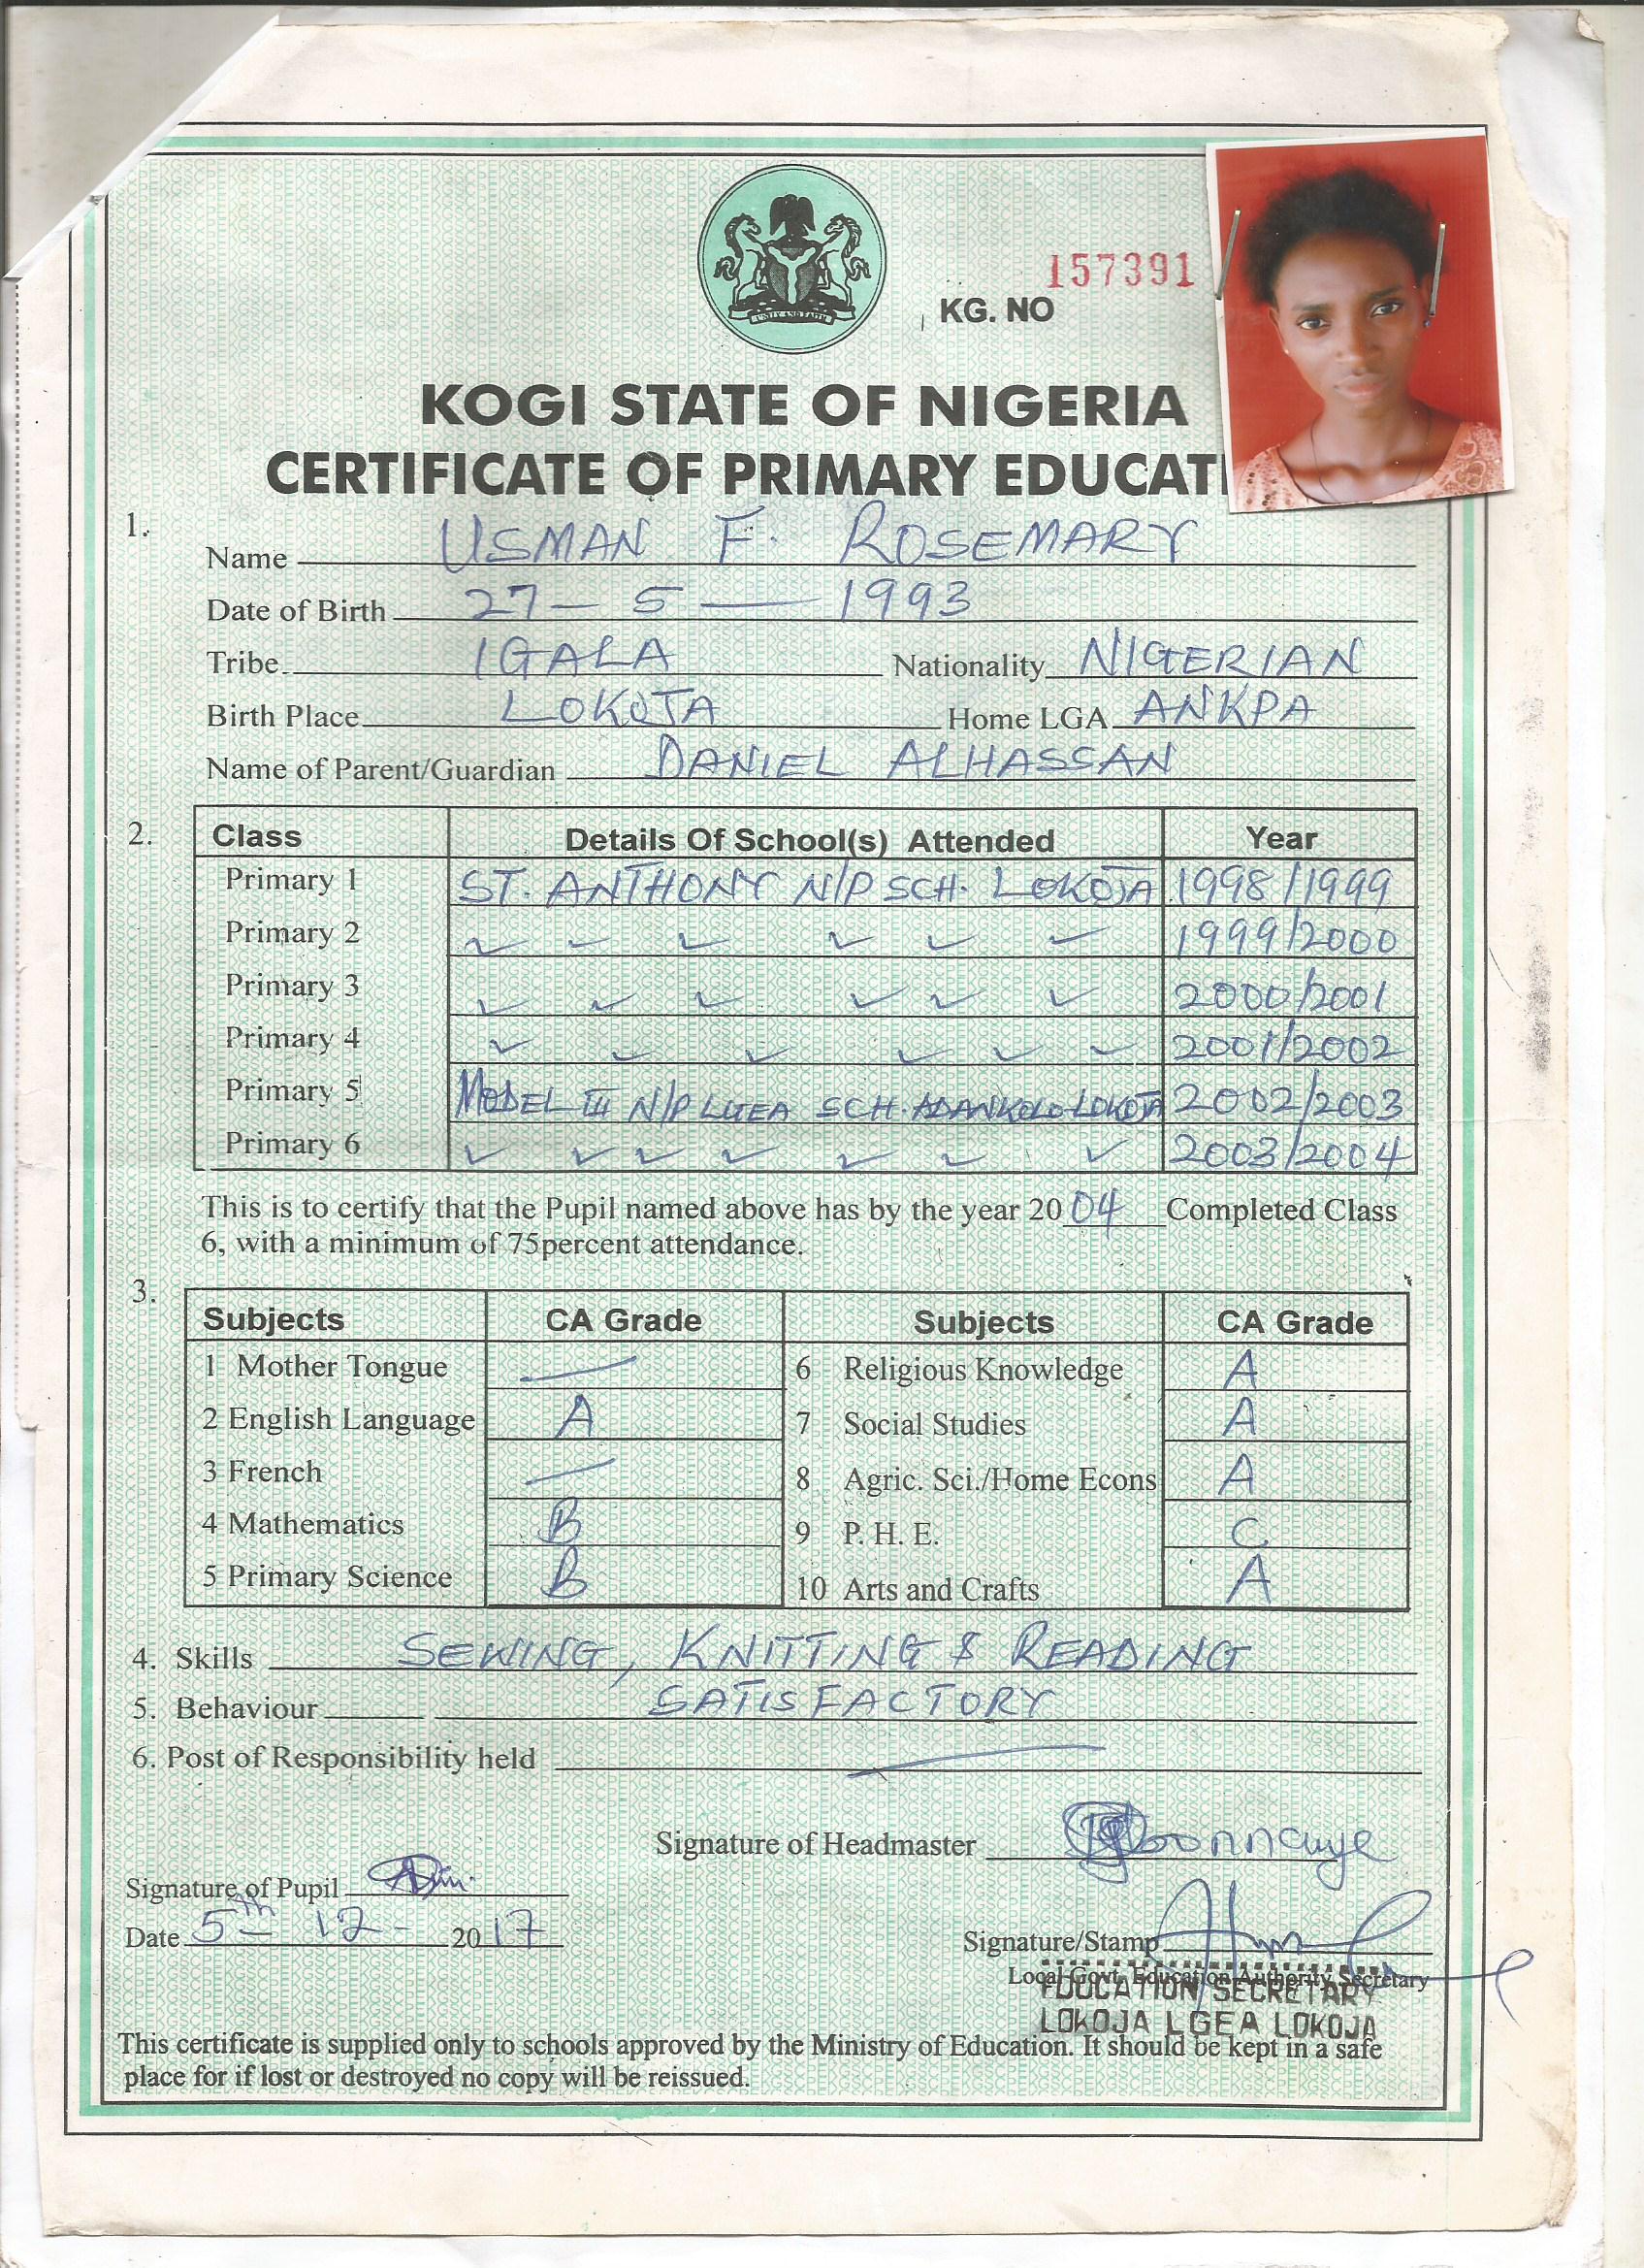 UNITY AND FAITH
157391
KG. NO
KOGI STATE OF NIGERIA
CERTIFICATE OF PRIMARY EDUCATI
1.
Name USMAN F. ROSEMARY
Date of Birth 27 — 5 — 1993
Tribe IGALA Nationality NIGERIAN
Birth Place LOKOJA Home LGA ANKPA
Name of Parent/Guardian DANIEL ALHASSAN
2. Class Details Of School(s) Attended Year
Primary 1 ST. ANTHONY N/P SCH. LOKOJA 1998/1999
Primary 2 1999/2000
Primary 3 2000/2001
Primary 4 2001/2002
Primary 5 MODEL III N/P LGEA SCH. ADANKOLO-LOKOJA 2002/2003
Primary 6 2003/2004
This is to certify that the Pupil named above has by the year 2004 Completed Class
6, with a minimum of 75percent attendance.
3.
Subjects CA Grade Subjects CA Grade
1 Mother Tongue — 6 Religious Knowledge A
2 English Language A 7 Social Studies A
3 French — 8 Agric. Sci./Home Econs A
4 Mathematics B 9 P. H. E. C
5 Primary Science B 10 Arts and Crafts A
4. Skills SEWING, KNITTING & READING
5. Behaviour SATISFACTORY
6. Post of Responsibility held —
Signature of Headmaster
Signature of Pupil
Date 5th 12 - 2017
Signature/Stamp
Local Govt. Education Authority Secretary
EDUCATION SECRETARY
LOKOJA LGEA LOKOJA
This certificate is supplied only to schools approved by the Ministry of Education. It should be kept in a safe
place for if lost or destroyed no copy will be reissued.